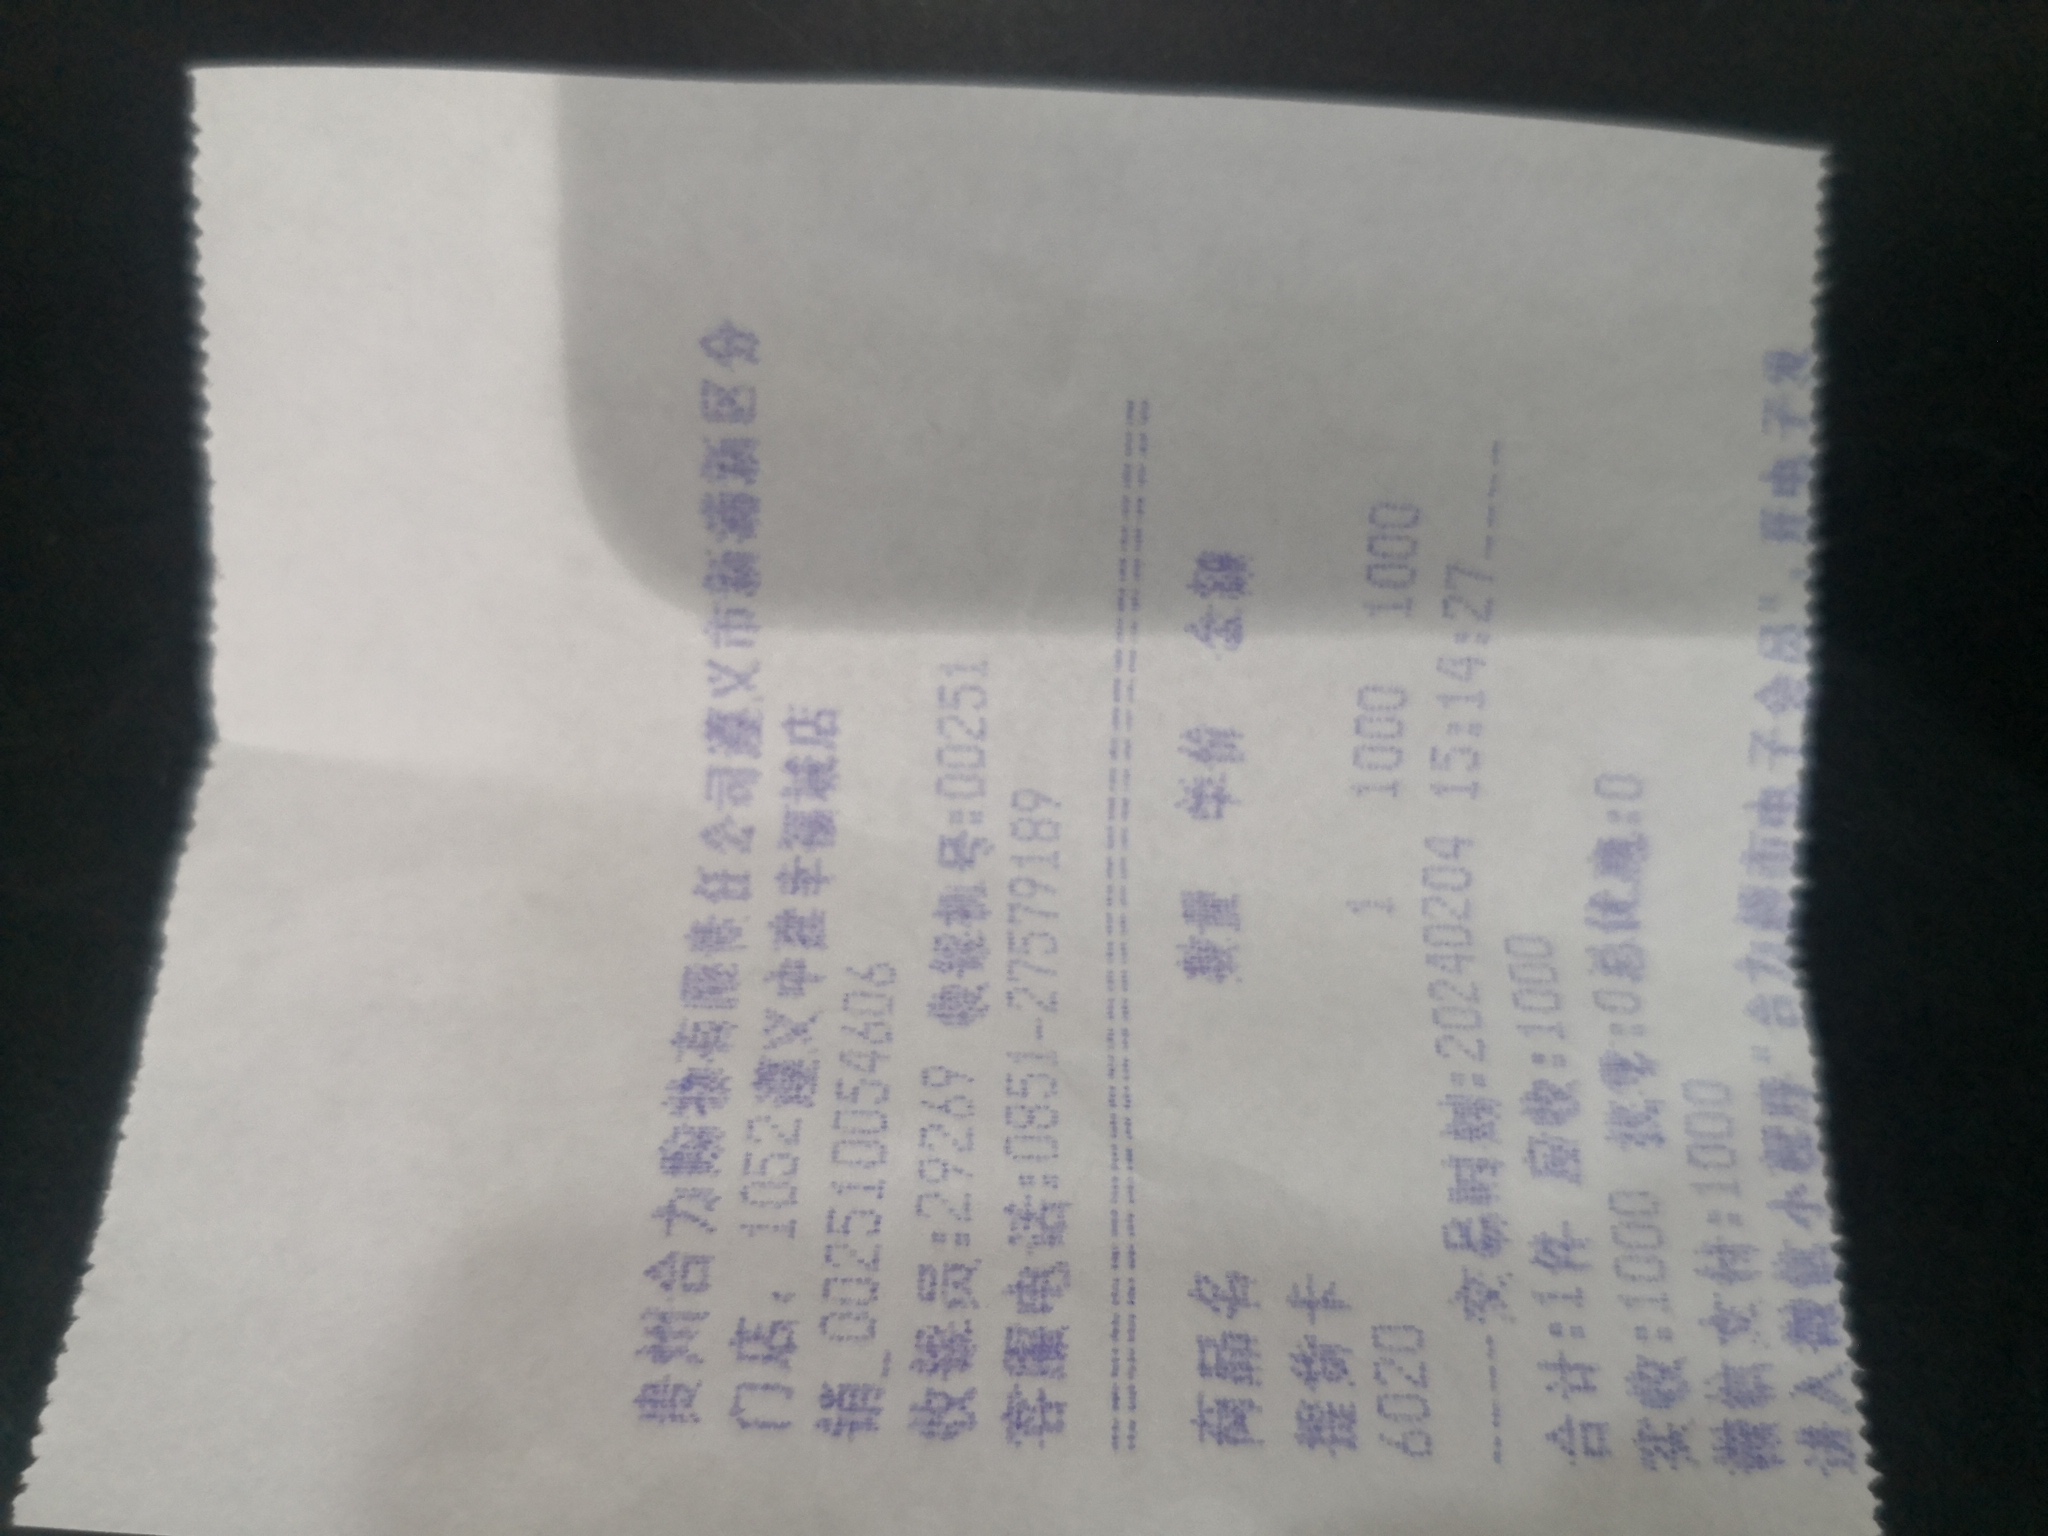 贵州合力购物有限责任公司遵义市新蒲新区分
门店: 1052遵义中建幸福城店
销_002510054606
收银员:29269 收银机号:00251
客服电话:0851-27579189
================================
商品名 数量 单价 金额
提货卡
6020 1 1000 1000
-----交易时间:20240204 15:14:27----
合计:1件 应收:1000
实收:1000 找零:0总优惠:0
微信支付:1000
进入微信小程序"合力超市电子会员",开电子发